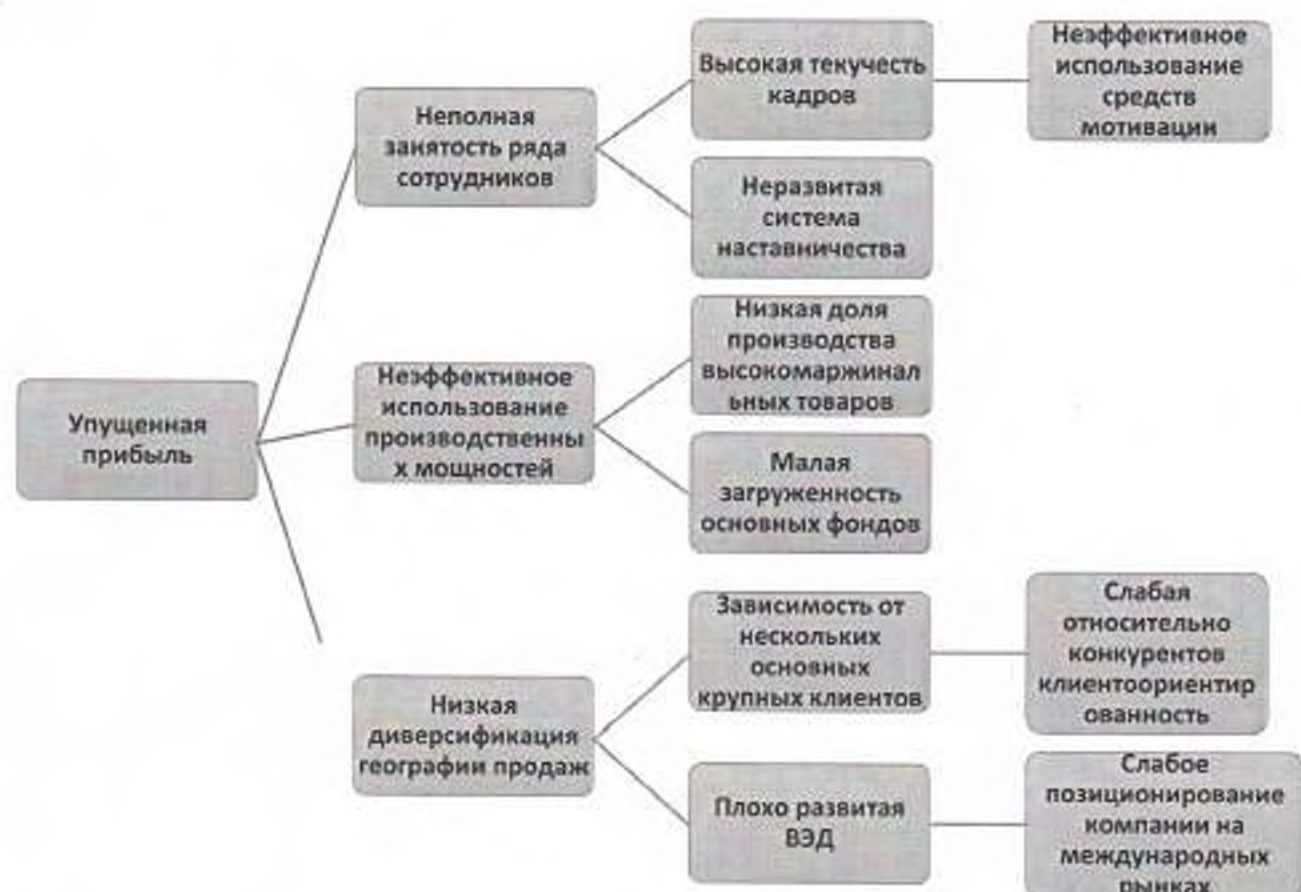 Упущенная
прибыль
Неполная
занятость ряда
сотрудников
Высокая текучесть
кадров
Неэффективное
использование
средств
мотивации
Неразвитая
система
наставничества
Неэффективное
использование
производственны
х мощностей
Низкая доля
производства
высокомаржинал
ьных товаров
Малая
загруженность
основных фондов
Низкая
диверсификация
географии продаж
Зависимость от
нескольких
основных
крупных клиентов
Слабая
относительно
конкурентов
клиентоориентир
ованность
Плохо развитая
ВЭД
Слабое
позиционирование
компании на
международных
рынках